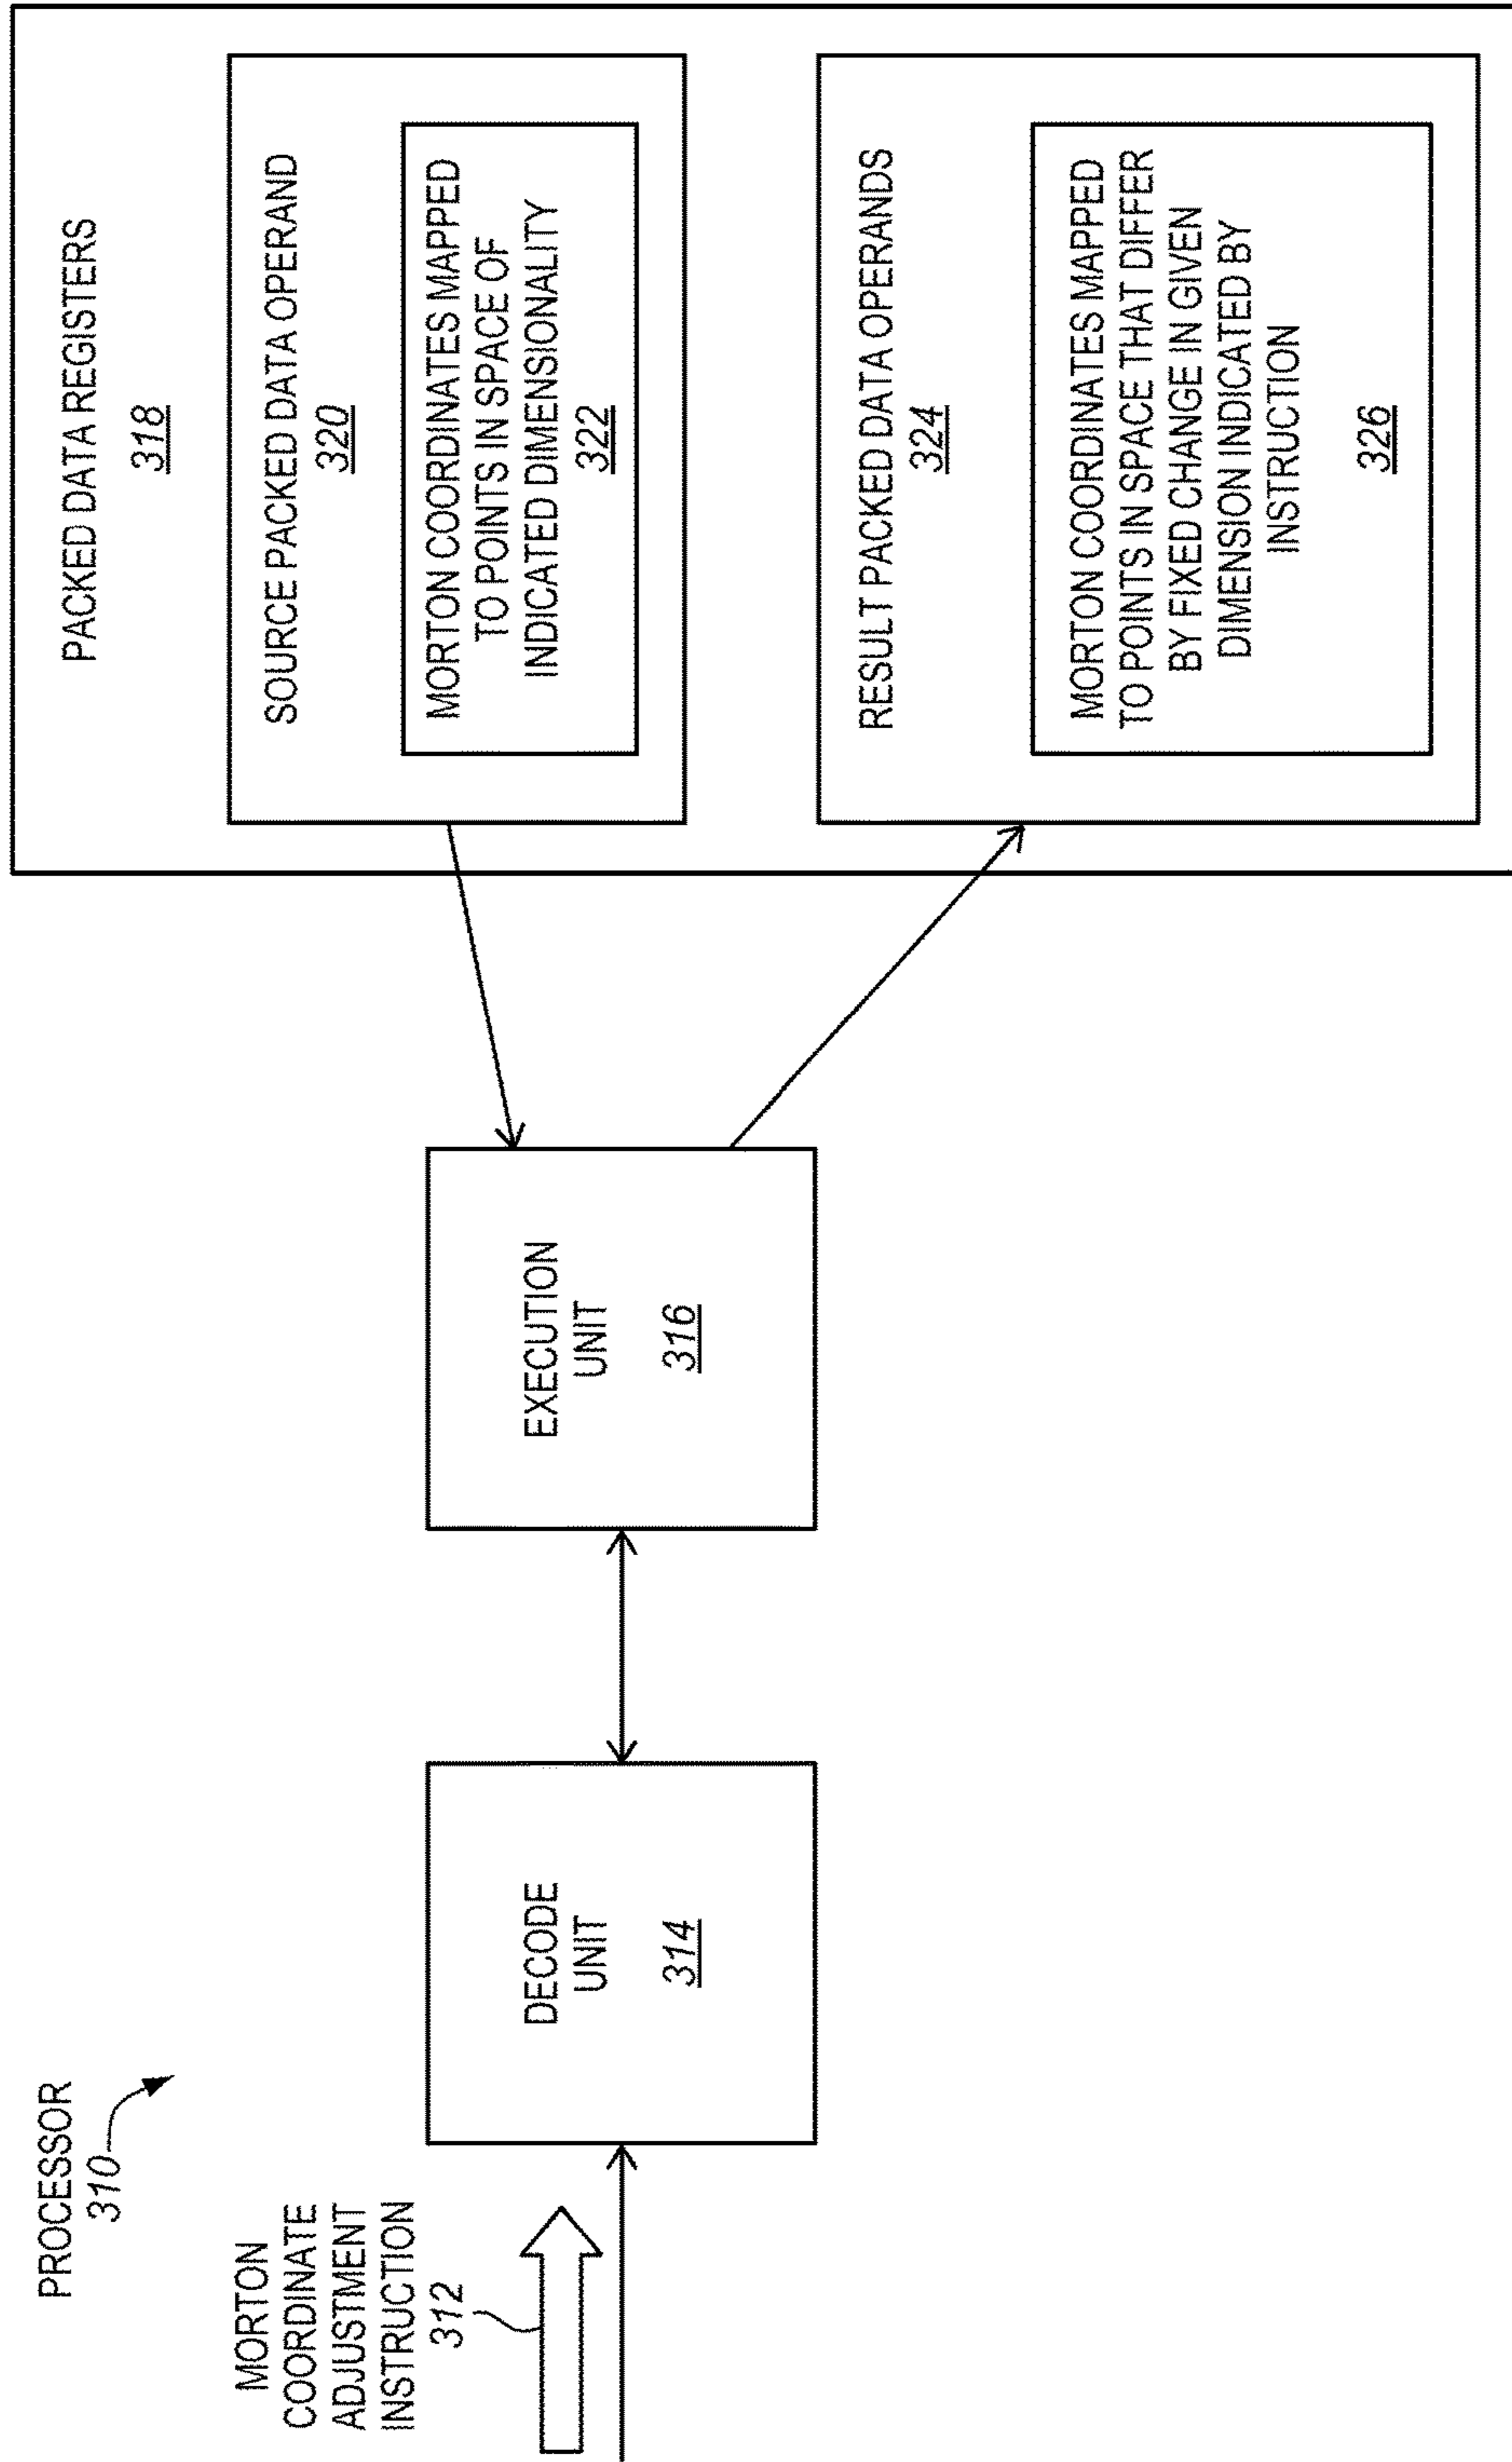 PROCESSOR
310
MORTON
COORDINATE
ADJUSTMENT
INSTRUCTION
312
DECODE
UNIT
314
EXECUTION
UNIT
316
PACKED DATA REGISTERS
318
SOURCE PACKED DATA OPERAND
320
MORTON COORDINATES MAPPED
TO POINTS IN SPACE OF
INDICATED DIMENSIONALITY
322
RESULT PACKED DATA OPERANDS
324
MORTON COORDINATES MAPPED
TO POINTS IN SPACE THAT DIFFER
BY FIXED CHANGE IN GIVEN
DIMENSION INDICATED BY
INSTRUCTION
326